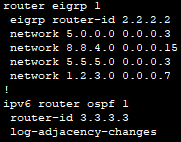 router eigrp 1
 eigrp router-id 2.2.2.2
 network 5.0.0.0 0.0.0.3
 network 8.8.4.0 0.0.0.15
 network 5.5.5.0 0.0.0.3
 network 1.2.3.0 0.0.0.7
!
ipv6 router ospf 1
 router-id 3.3.3.3
 log-adjacency-changes